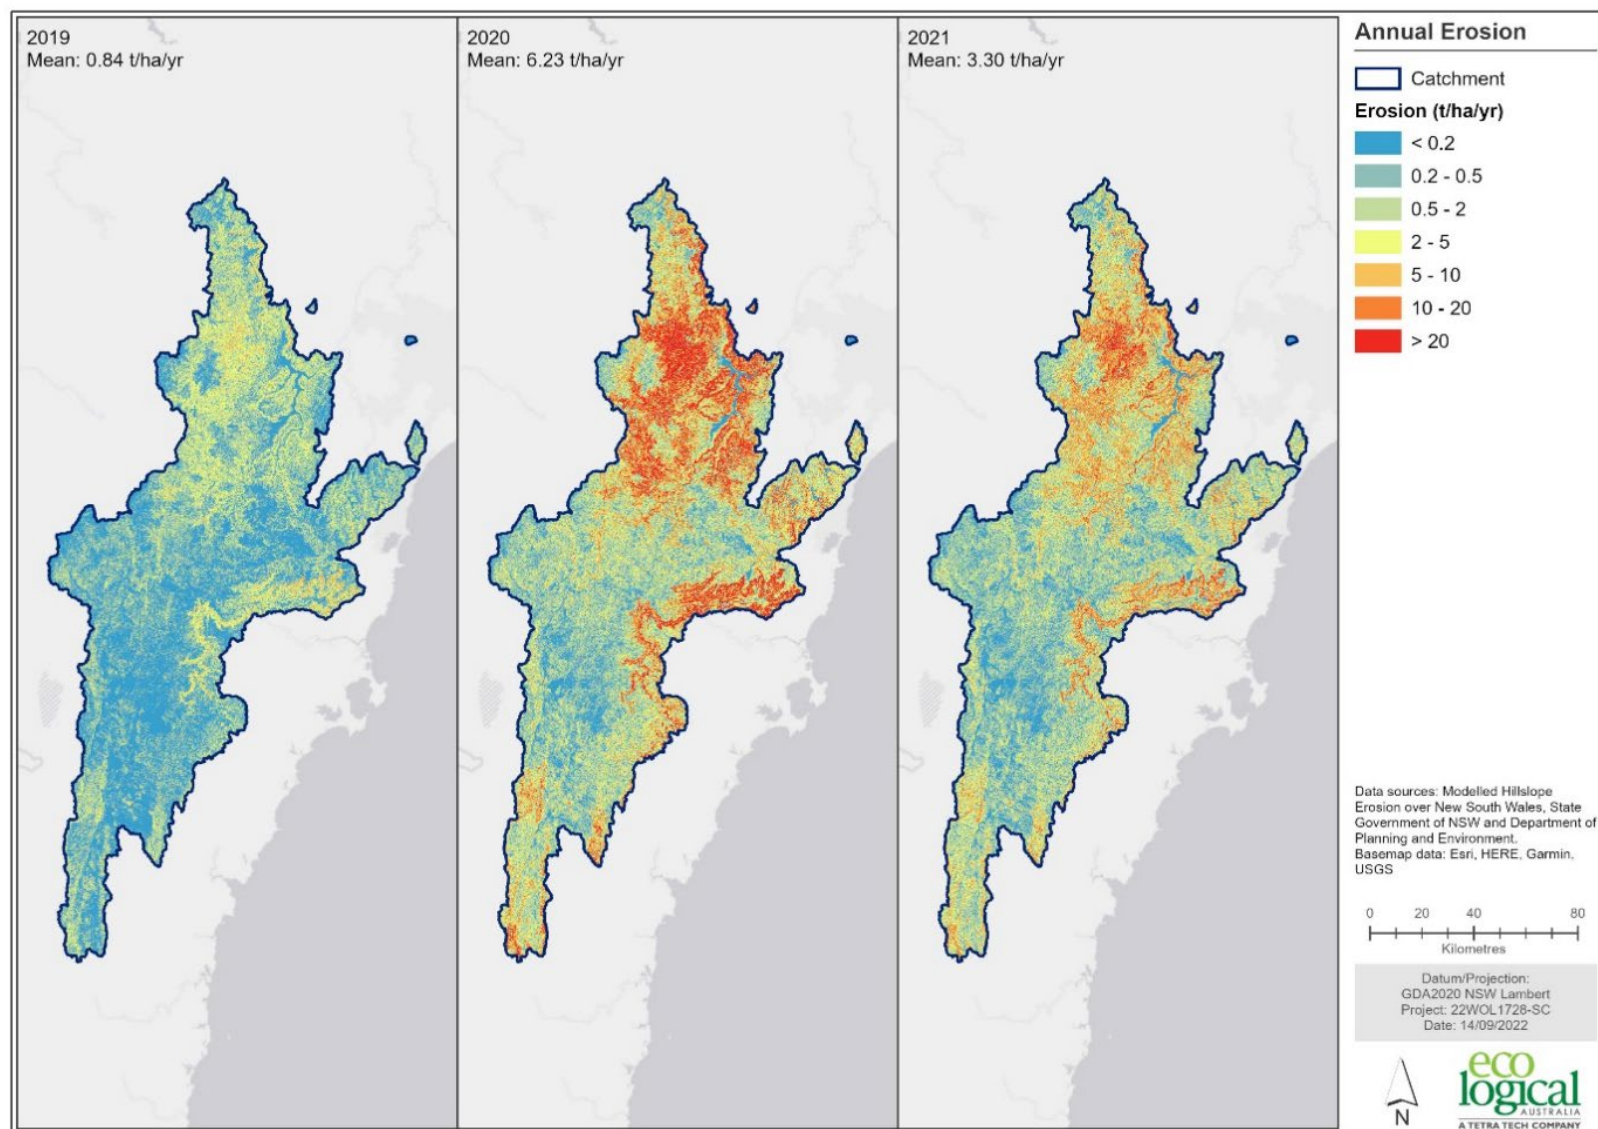 2019
Mean: 0.84 t/ha/yr
2020
Mean: 6.23 t/ha/yr
2021
Mean: 3.30 t/ha/yr
Annual Erosion
Catchment
Erosion (t/ha/yr)
< 0.2
0.2 - 0.5
0.5 - 2
2 - 5
5 - 10
10 - 20
> 20
Data sources: Modelled Hillslope
Erosion over New South Wales, State
Government of NSW and Department of
Planning and Environment.
Basemap data: Esri, HERE, Garmin,
USGS
0 20 40 80
Kilometres
Datum/Projection:
GDA2020 NSW Lambert
Project: 22WOL1728-SC
Date: 14/09/2022
N
eco
logical
AUSTRALIA
A TETRA TECH COMPANY